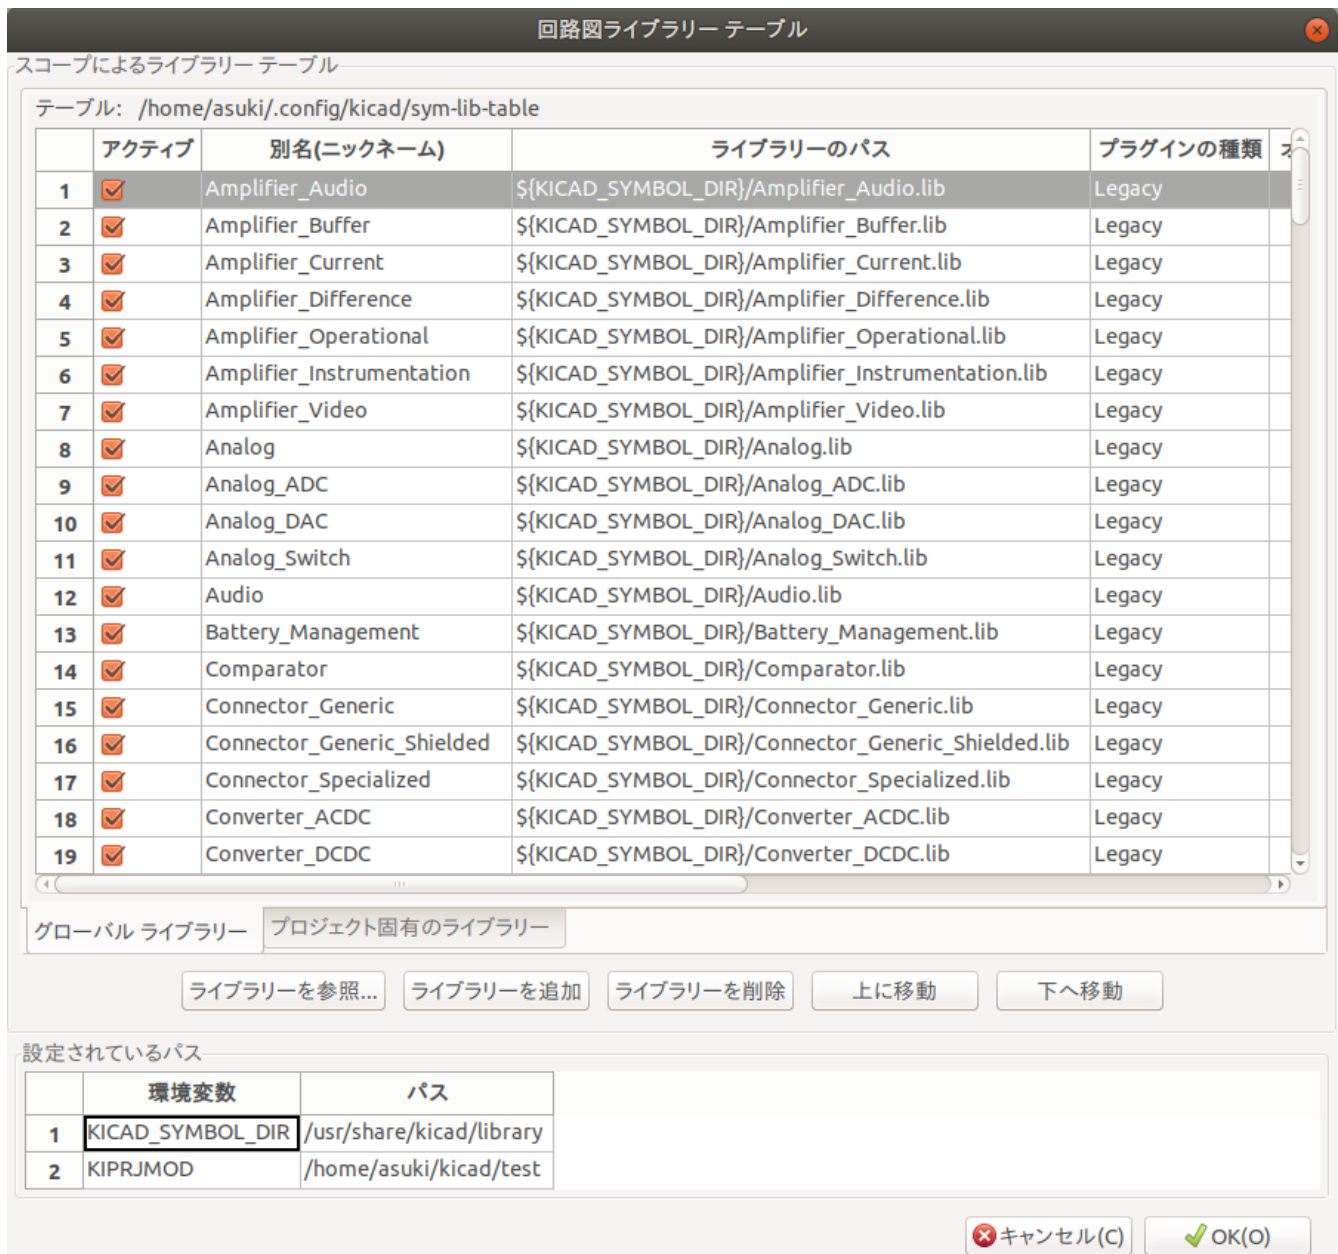 回路図ライブラリー テーブル
スコープによるライブラリー テーブル
テーブル: /home/asuki/.config/kicad/sym-lib-table
アクティブ 別名(ニックネーム) ライブラリーのパス プラグインの種類
1 Amplifier_Audio ${KICAD_SYMBOL_DIR}/Amplifier_Audio.lib Legacy
2 Amplifier_Buffer ${KICAD_SYMBOL_DIR}/Amplifier_Buffer.lib Legacy
3 Amplifier_Current ${KICAD_SYMBOL_DIR}/Amplifier_Current.lib Legacy
4 Amplifier_Difference ${KICAD_SYMBOL_DIR}/Amplifier_Difference.lib Legacy
5 Amplifier_Operational ${KICAD_SYMBOL_DIR}/Amplifier_Operational.lib Legacy
6 Amplifier_Instrumentation ${KICAD_SYMBOL_DIR}/Amplifier_Instrumentation.lib Legacy
7 Amplifier_Video ${KICAD_SYMBOL_DIR}/Amplifier_Video.lib Legacy
8 Analog ${KICAD_SYMBOL_DIR}/Analog.lib Legacy
9 Analog_ADC ${KICAD_SYMBOL_DIR}/Analog_ADC.lib Legacy
10 Analog_DAC ${KICAD_SYMBOL_DIR}/Analog_DAC.lib Legacy
11 Analog_Switch ${KICAD_SYMBOL_DIR}/Analog_Switch.lib Legacy
12 Audio ${KICAD_SYMBOL_DIR}/Audio.lib Legacy
13 Battery_Management ${KICAD_SYMBOL_DIR}/Battery_Management.lib Legacy
14 Comparator ${KICAD_SYMBOL_DIR}/Comparator.lib Legacy
15 Connector_Generic ${KICAD_SYMBOL_DIR}/Connector_Generic.lib Legacy
16 Connector_Generic_Shielded ${KICAD_SYMBOL_DIR}/Connector_Generic_Shielded.lib Legacy
17 Connector_Specialized ${KICAD_SYMBOL_DIR}/Connector_Specialized.lib Legacy
18 Converter_ACDC ${KICAD_SYMBOL_DIR}/Converter_ACDC.lib Legacy
19 Converter_DCDC ${KICAD_SYMBOL_DIR}/Converter_DCDC.lib Legacy
グローバル ライブラリー プロジェクト固有のライブラリー
ライブラリーを参照... ライブラリーを追加 ライブラリーを削除 上に移動 下へ移動
設定されているパス
環境変数 パス
1 KICAD_SYMBOL_DIR /usr/share/kicad/library
2 KIPRJMOD /home/asuki/kicad/test
キャンセル(C) OK(O)